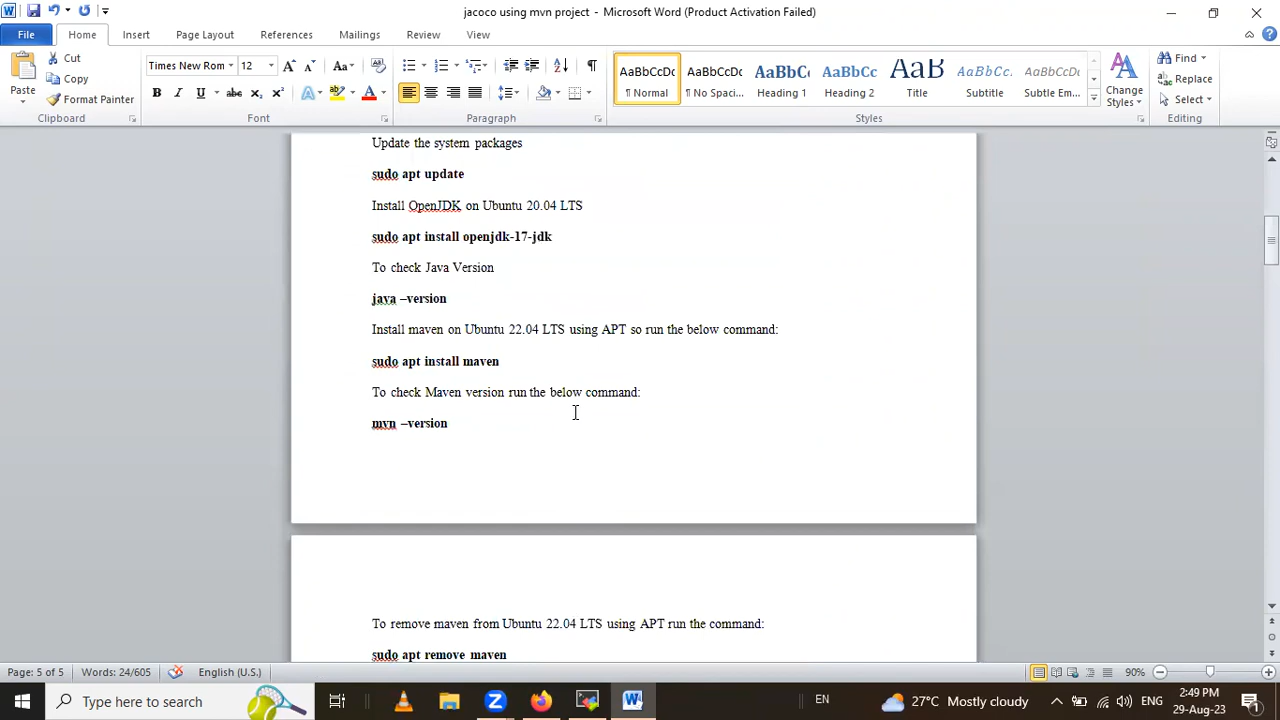 jacoco using mvn project - Microsoft Word (Product Activation Failed)
File Home Insert Page Layout References Mailings Review View
Paste
Cut
Copy
Format Painter
Clipboard
Times New Rom 12
Font
Paragraph
AaBbCcDc AaBbCcDc AaBbCc AaBbCc AaB AaBbCc. AaBbCcDc
¶ Normal ¶ No Spaci... Heading 1 Heading 2 Title Subtitle Subtle Em...
Change Styles
Styles
Find
Replace
Select
Editing
Update the system packages
sudo apt update
Install OpenJDK on Ubuntu 20.04 LTS
sudo apt install openjdk-17-jdk
To check Java Version
java –version
Install maven on Ubuntu 22.04 LTS using APT so run the below command:
sudo apt install maven
To check Maven version run the below command:
mvn –version
To remove maven from Ubuntu 22.04 LTS using APT run the command:
sudo apt remove maven
Page: 5 of 5 Words: 24/605 English (U.S.) 90%
Type here to search
EN
27°C Mostly cloudy
ENG
2:49 PM
29-Aug-23